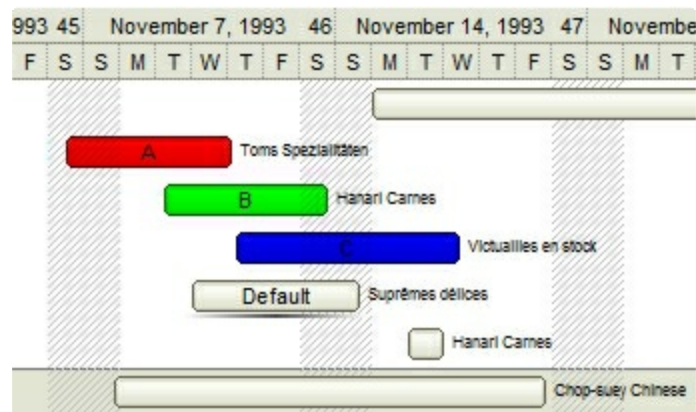 993 45 November 7, 1993 46 November 14, 1993 47 Novembe
F S S M T W T F S S M T W T F S S M T
A Toms Spezialitäten
B Hanari Carnes
C Victuailles en stock
Default Suprêmes délices
Hanari Carnes
Chop-suey Chinese